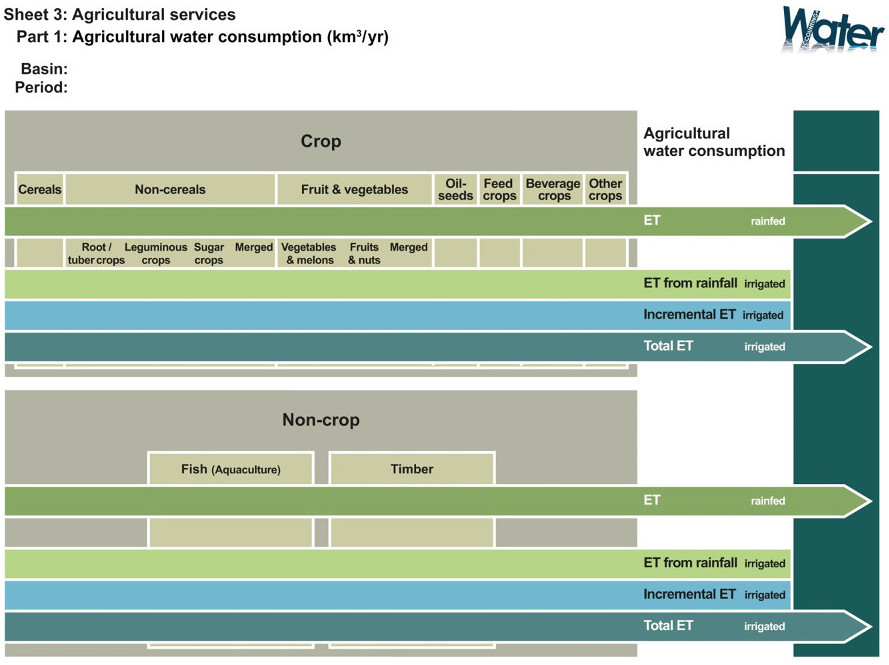 Sheet 3: Agricultural services
Part 1: Agricultural water consumption (km³/yr)
Water
Accounting+
Basin:
Period:
Crop
Agricultural
water consumption
Cereals
Non-cereals
Fruit & vegetables
Oil-
seeds
Feed
crops
Beverage
crops
Other
crops
ET rainfed
Root /
tuber crops
Leguminous
crops
Sugar
crops
Merged
Vegetables
& melons
Fruits
& nuts
Merged
ET from rainfall irrigated
Incremental ET irrigated
Total ET irrigated
Non-crop
Fish (Aquaculture)
Timber
ET rainfed
ET from rainfall irrigated
Incremental ET irrigated
Total ET irrigated